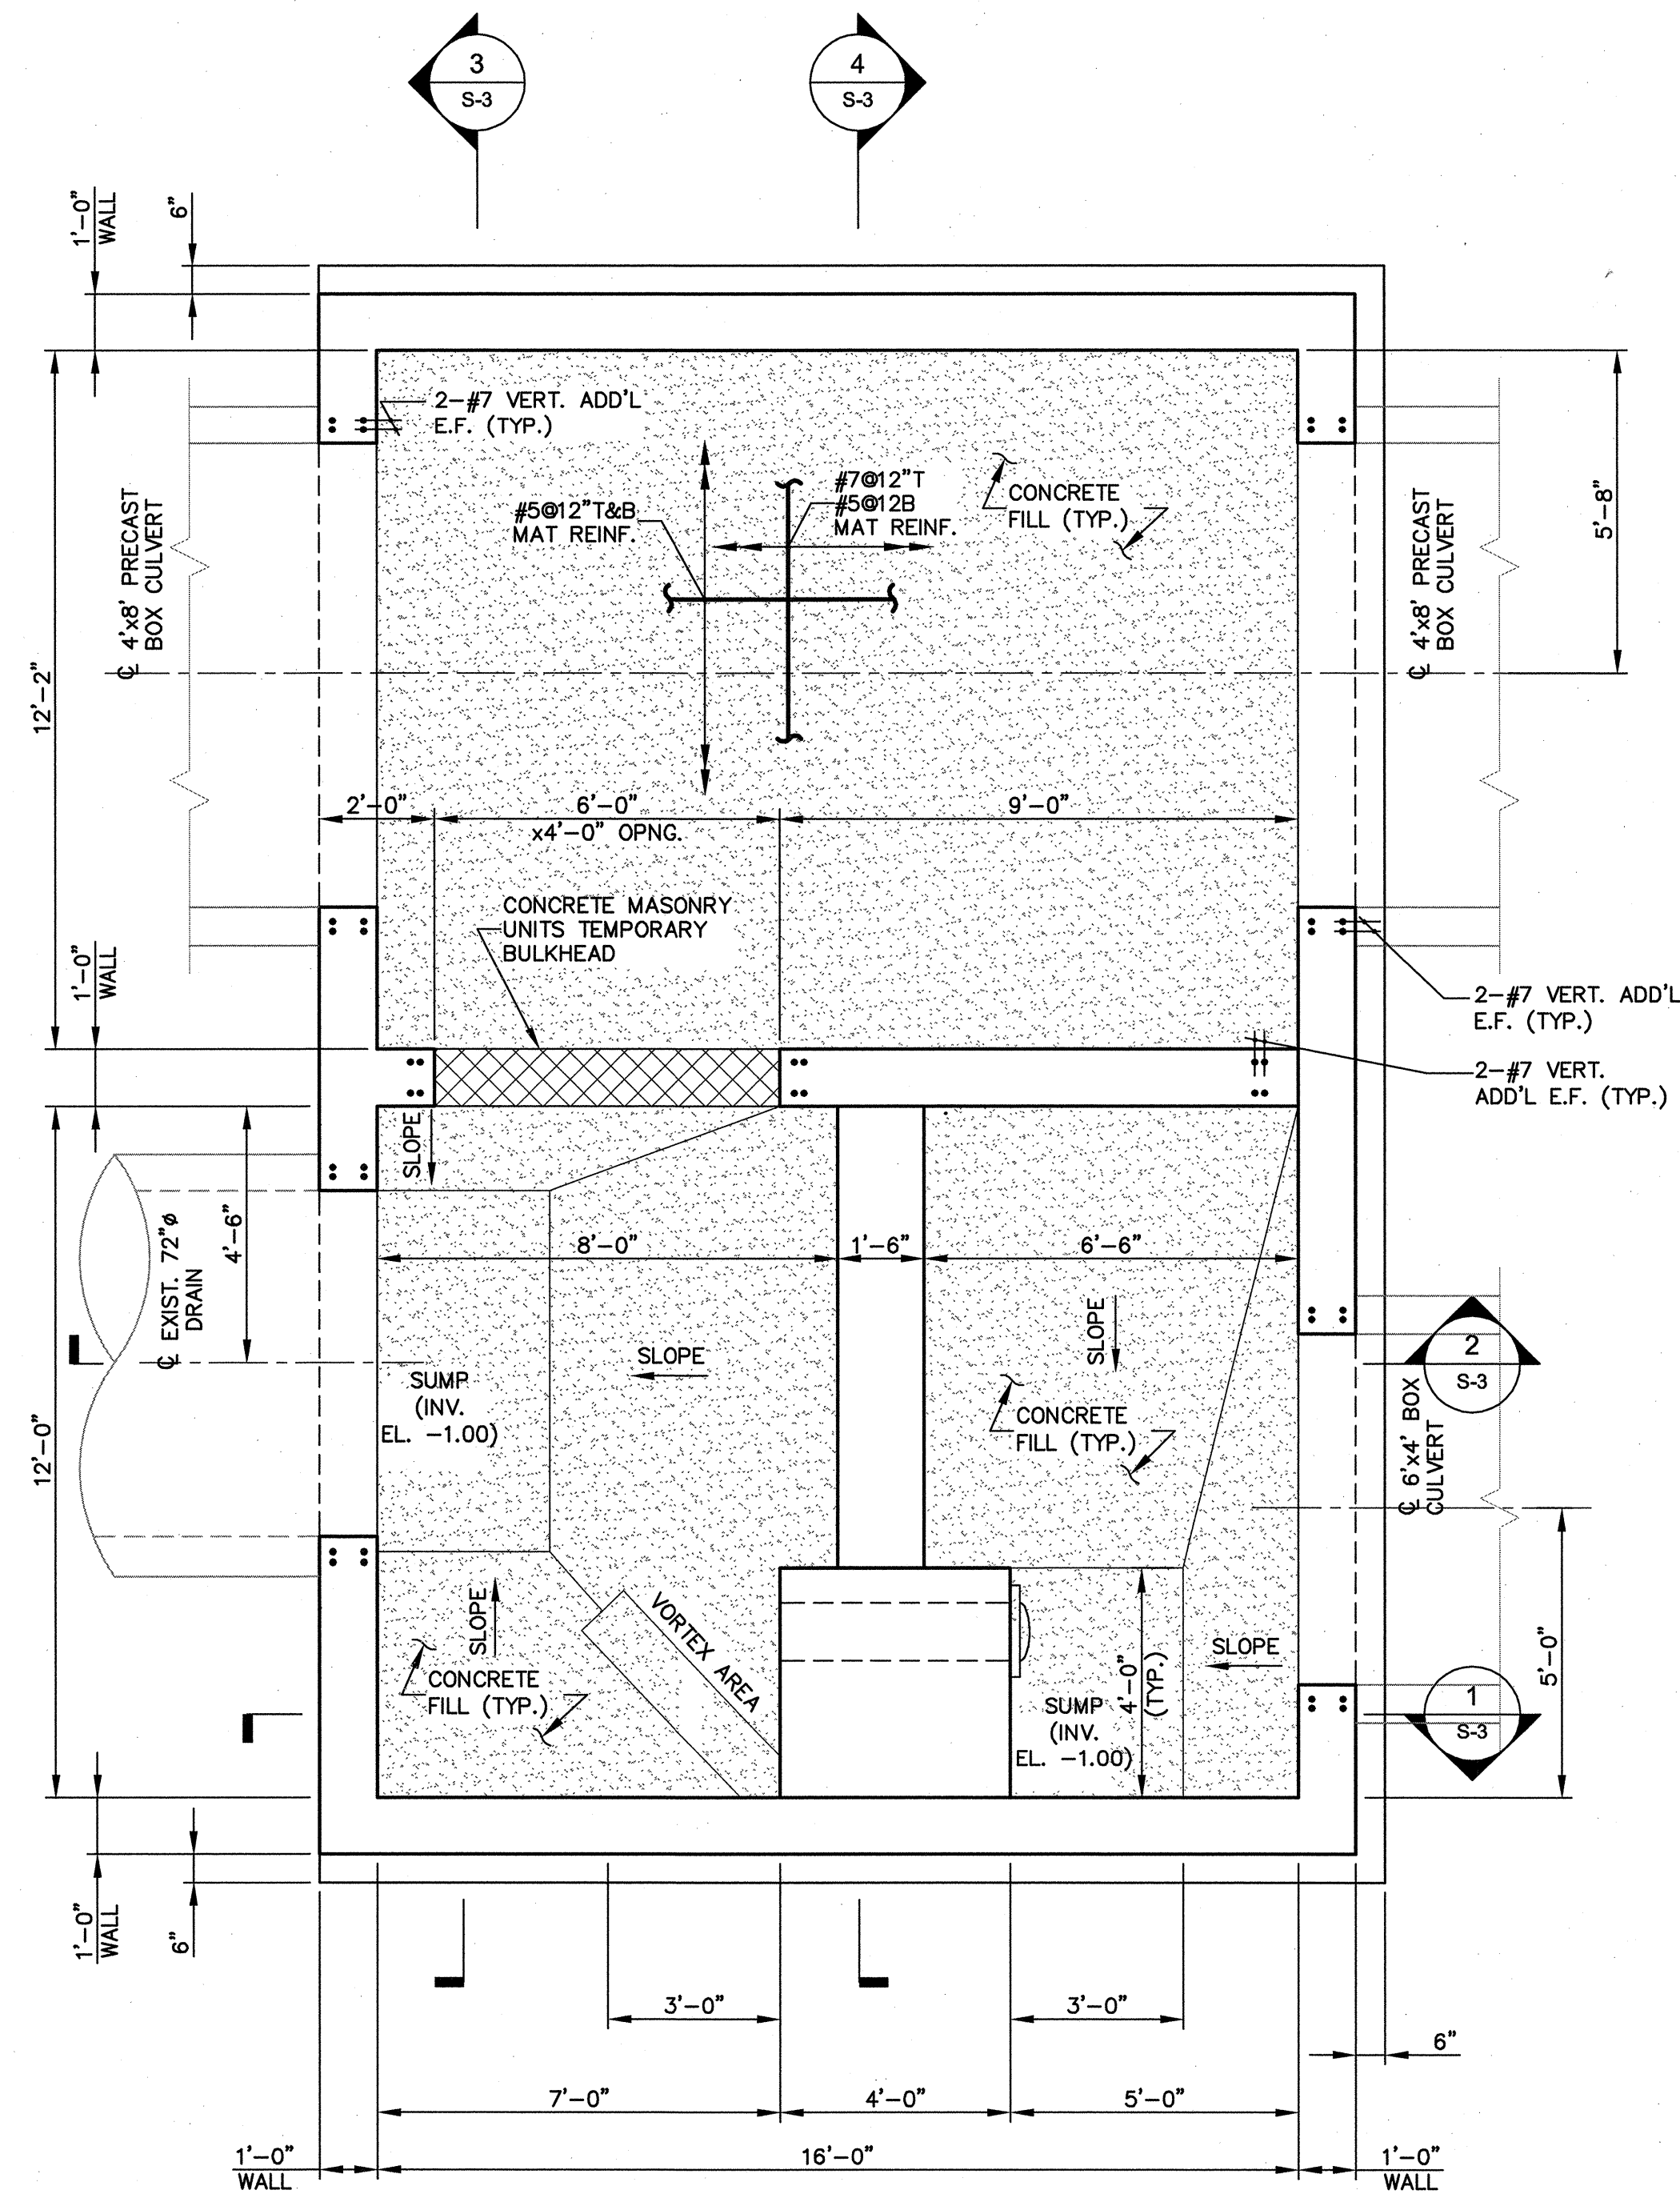 3
S-3
4
S-3
1'-0"
WALL
6"
2-#7 VERT. ADD'L
E.F. (TYP.)
#7@12"T
#5@12B
MAT REINF.
#5@12"T&B
MAT REINF.
CONCRETE
FILL (TYP.)
℄ 4'x8' PRECAST
BOX CULVERT
℄ 4'x8' PRECAST
BOX CULVERT
5'-8"
12'-2"
2'-0"
6'-0"
x4'-0" OPNG.
9'-0"
CONCRETE MASONRY
UNITS TEMPORARY
BULKHEAD
1'-0"
WALL
2-#7 VERT. ADD'L
E.F. (TYP.)
2-#7 VERT.
ADD'L E.F. (TYP.)
SLOPE
4'-6"
℄ EXIST. 72"ø
DRAIN
8'-0"
1'-6"
6'-6"
SLOPE
SLOPE
2
S-3
SUMP
(INV.
EL. -1.00)
CONCRETE
FILL (TYP.)
℄ 6'x4' BOX
CULVERT
12'-0"
SLOPE
VORTEX AREA
CONCRETE
FILL (TYP.)
4'-0"
(TYP.)
SLOPE
SUMP
(INV.
EL. -1.00)
5'-0"
1
S-3
1'-0"
WALL
6"
3'-0"
3'-0"
6"
7'-0"
4'-0"
5'-0"
1'-0"
WALL
16'-0"
1'-0"
WALL